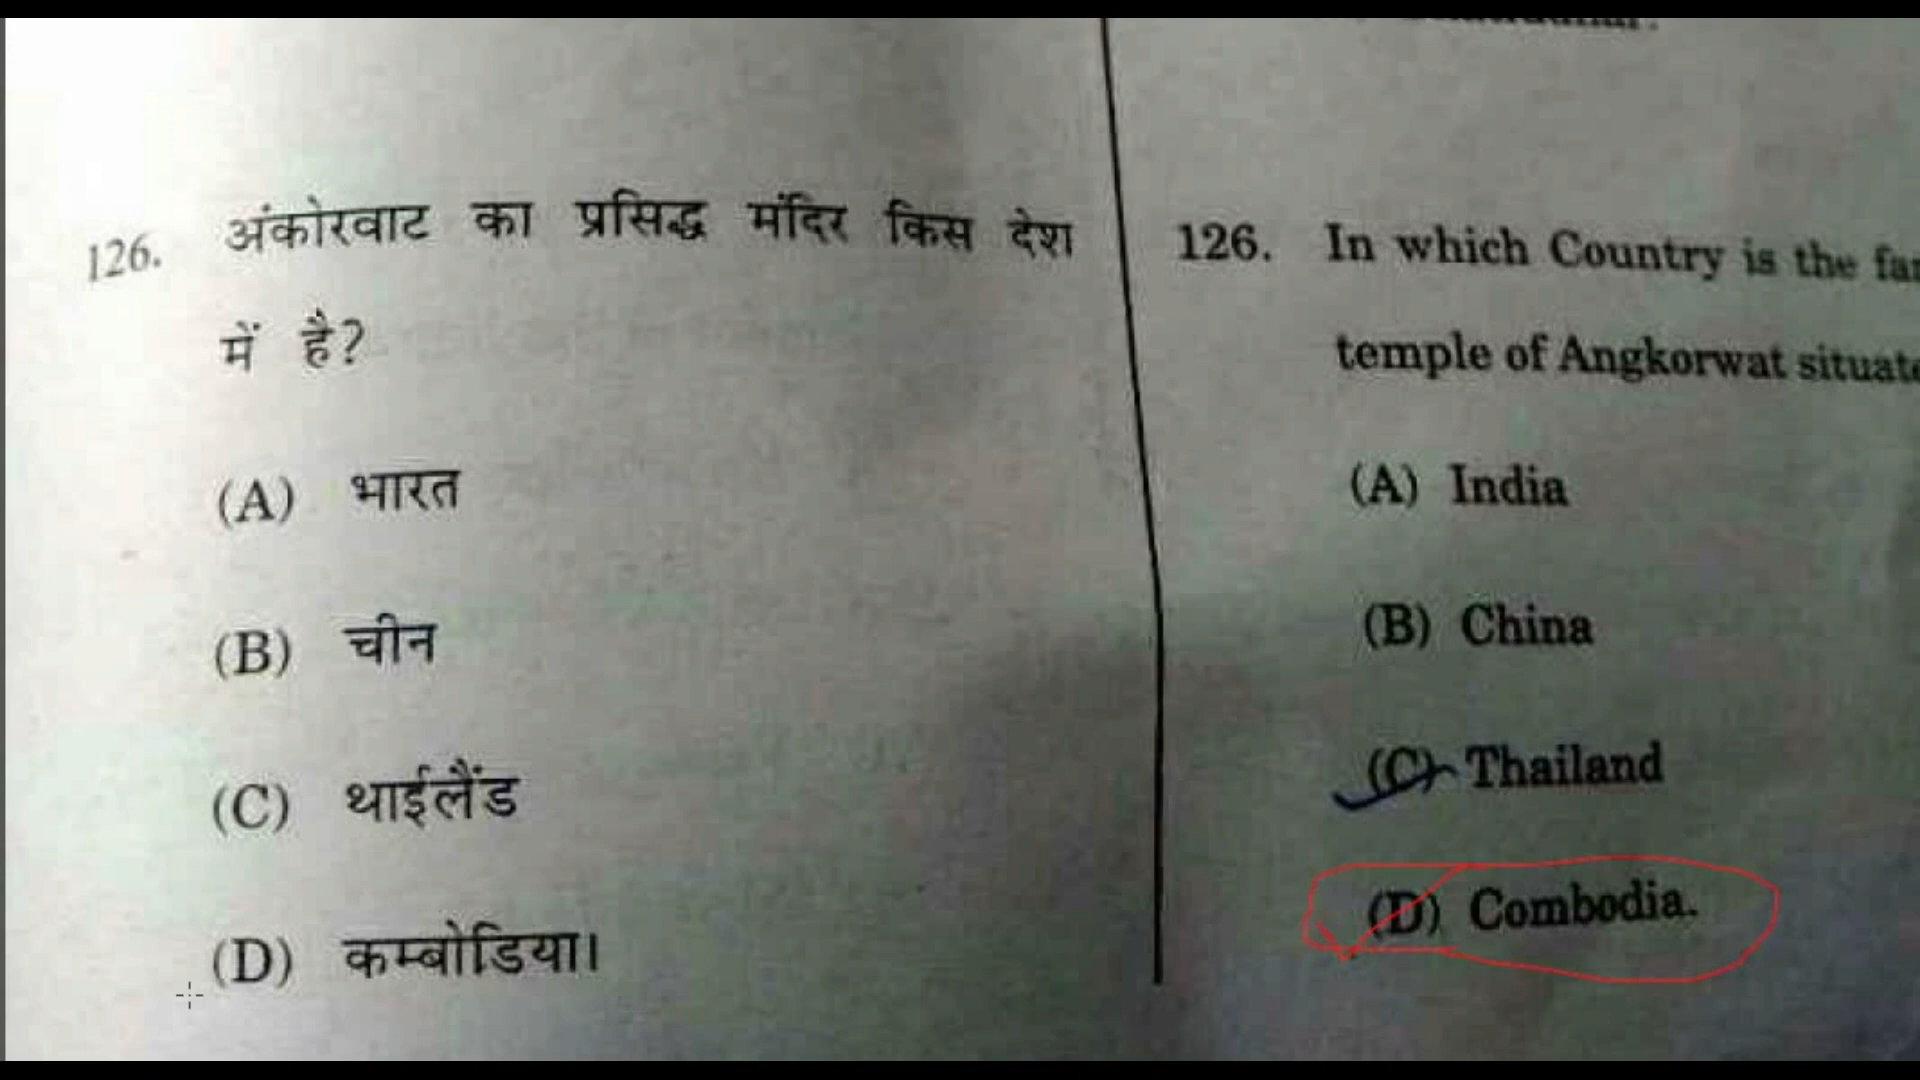 126. अंकोरवाट का प्रसिद्ध मंदिर किस देश
में है?
(A) भारत
(B) चीन
(C) थाईलैंड
(D) कम्बोडिया।
126. In which Country is the
temple of Angkorwat
(A) India
(B) China
(C) Thailand
(D) Combodia.